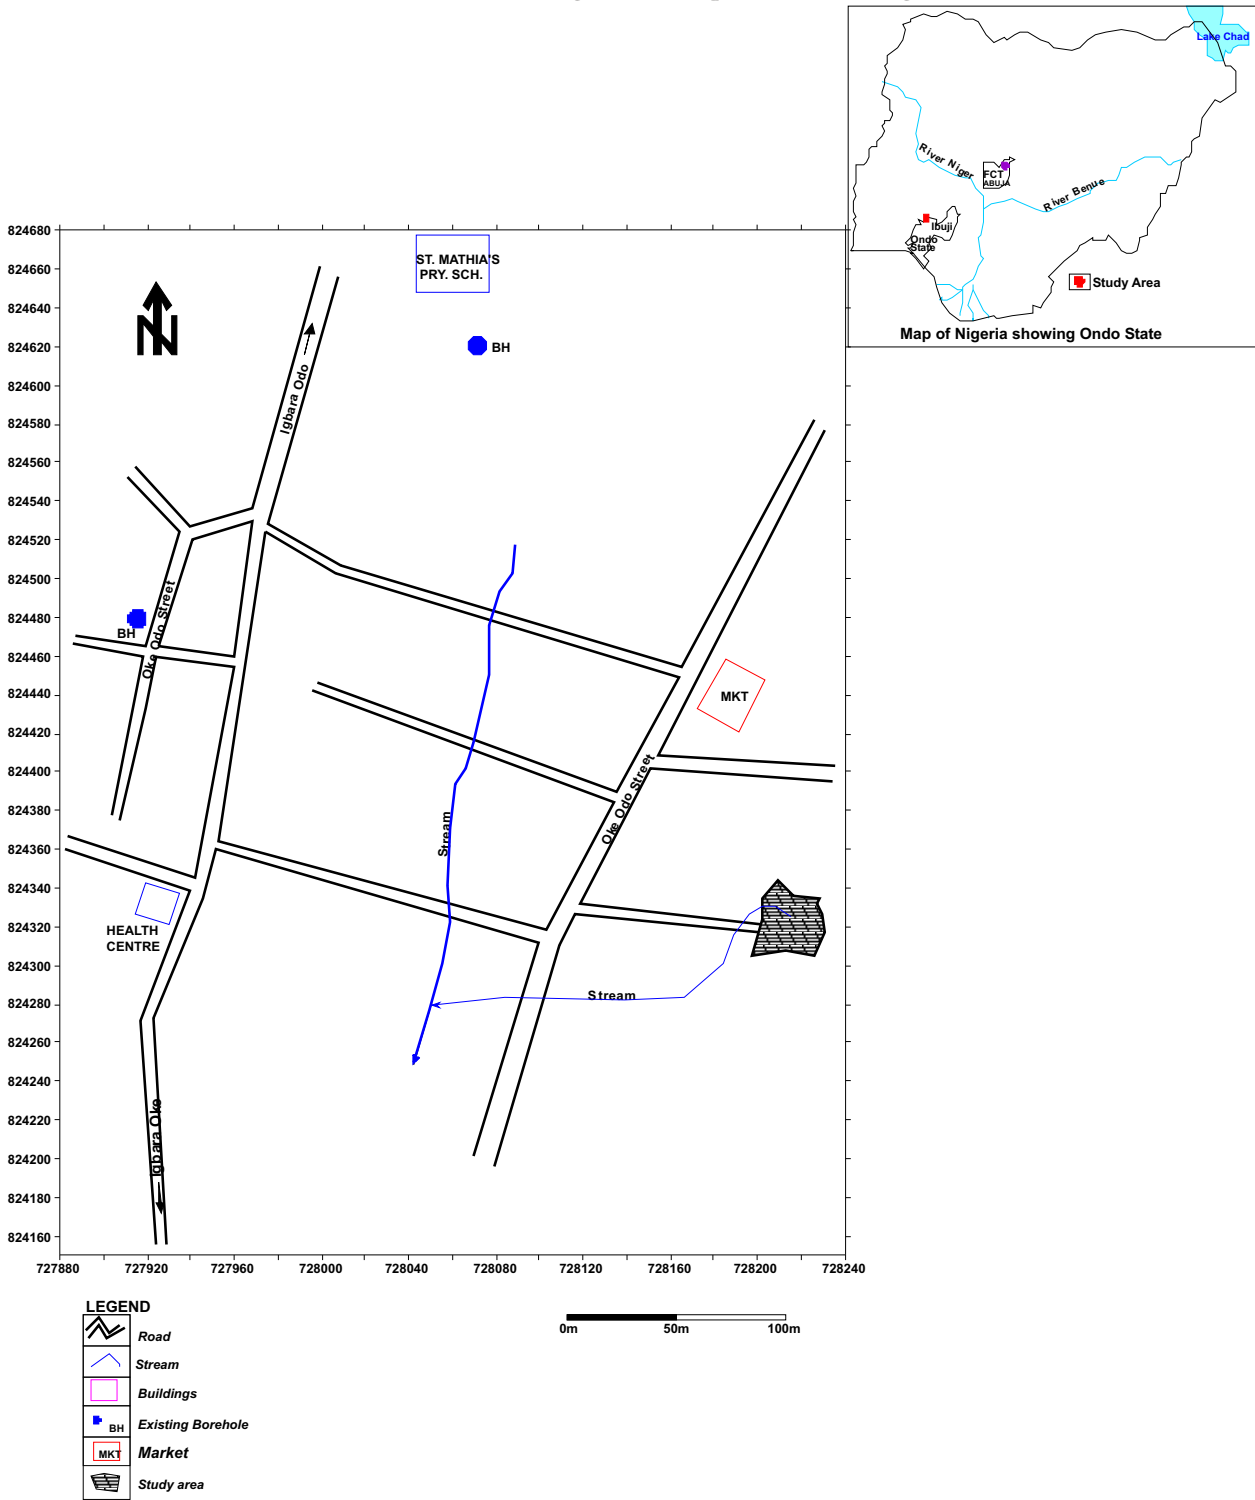 Lake Chad
River Niger
FCT
ABUJA
River Benue
Ibuji
Ondo
State
Study Area
Map of Nigeria showing Ondo State
824680
824660
824640
824620
824600
824580
824560
824540
824520
824500
824480
824460
824440
824420
824400
824380
824360
824340
824320
824300
824280
824260
824240
824220
824200
824180
824160
ST. MATHIA'S
PRY. SCH.
N
BH
Igbara Odo
Oke Odo Street
BH
MKT
Oke Odo Street
Stream
HEALTH
CENTRE
Stream
Igbara Oke
727880 727920 727960 728000 728040 728080 728120 728160 728200 728240
LEGEND
Road
Stream
Buildings
BH Existing Borehole
MKT Market
Study area
0m 50m 100m